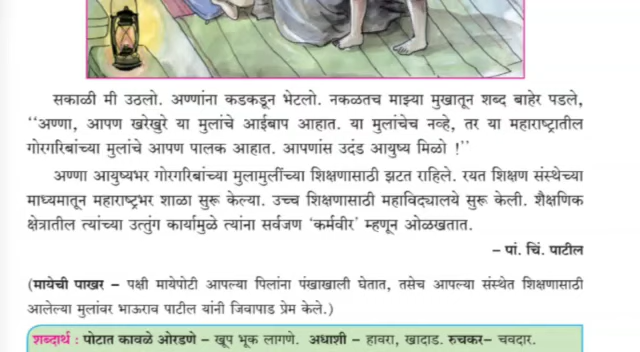 सकाळी मी उठलो. अण्णांना कडकडून भेटलो. नकळतच माझ्या मुखातून शब्द बाहेर पडले,
‘‘अण्णा, आपण खरेखुरे या मुलांचे आईबाप आहात. या मुलांचेच नव्हे, तर या महाराष्ट्रातील
गोरगरिबांच्या मुलांचे आपण पालक आहात. आपणांस उदंड आयुष्य मिळो !’’
अण्णा आयुष्यभर गोरगरिबांच्या मुलामुलींच्या शिक्षणासाठी झटत राहिले. रयत शिक्षण संस्थेच्या
माध्यमातून महाराष्ट्रभर शाळा सुरू केल्या. उच्च शिक्षणासाठी महाविद्यालये सुरू केली. शैक्षणिक
क्षेत्रातील त्यांच्या उत्तुंग कार्यामुळे त्यांना सर्वजण ‘कर्मवीर’ म्हणून ओळखतात.
– पां. चिं. पाटील
(मायेची पाखर – पक्षी मायेपोटी आपल्या पिलांना पंखाखाली घेतात, तसेच आपल्या संस्थेत शिक्षणासाठी
आलेल्या मुलांवर भाऊराव पाटील यांनी जिवापाड प्रेम केले.)
शब्दार्थ : पोटात कावळे ओरडणे – खूप भूक लागणे. अधाशी – हावरा, खादाड. रुचकर– चवदार.